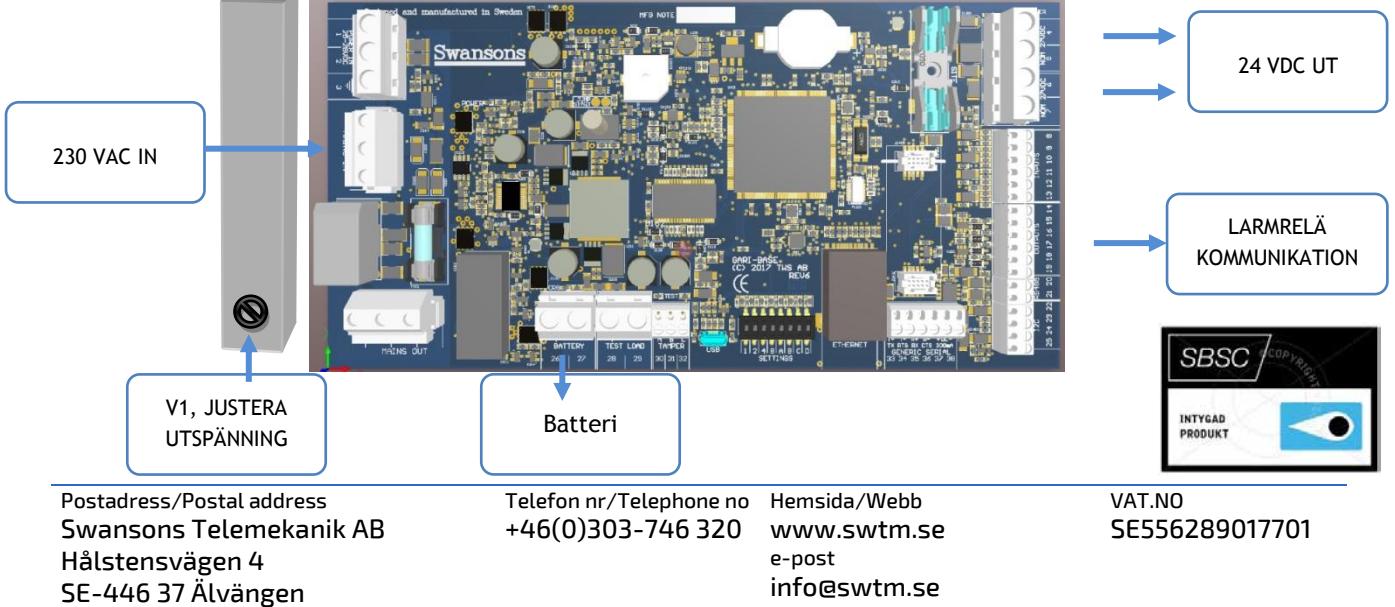 Designed and manufactured in Sweden
MFG NOTE
Swansons
230 VAC IN
24 VDC UT
LARMRELÄ
KOMMUNIKATION
GARI-BASE
(C) 2017 TWS AB
REV6
CE
MAINS OUT
BATTERY
26 27
TEST LOAD
28 29
TAMPER
30 31 32
USB
1 2 4 8 A B C D
SETTINGS
ETHERNET
GENERIC SERIAL
33 34 35 36 37 38
V1, JUSTERA
UTSPÄNNING
Batteri
SBSC
©COPYRIGHT
INTYGAD
PRODUKT
Postadress/Postal address
Swansons Telemekanik AB
Hålstensvägen 4
SE-446 37 Älvängen
Telefon nr/Telephone no
+46(0)303-746 320
Hemsida/Webb
www.swtm.se
e-post
info@swtm.se
VAT.NO
SE556289017701